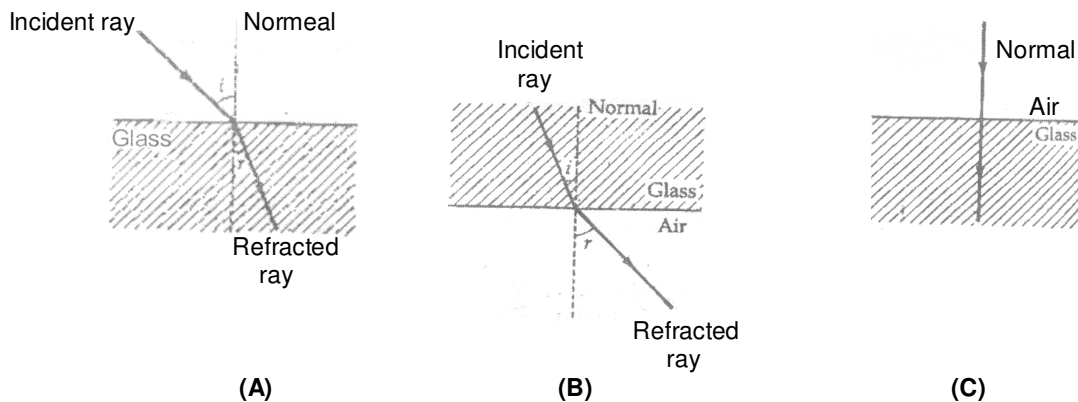 Incident ray
Normeal
i
Glass
r
Refracted
ray
(A)
Incident
ray
Normal
i
Glass
Air
r
Refracted
ray
(B)
Normal
Air
Glass
(C)